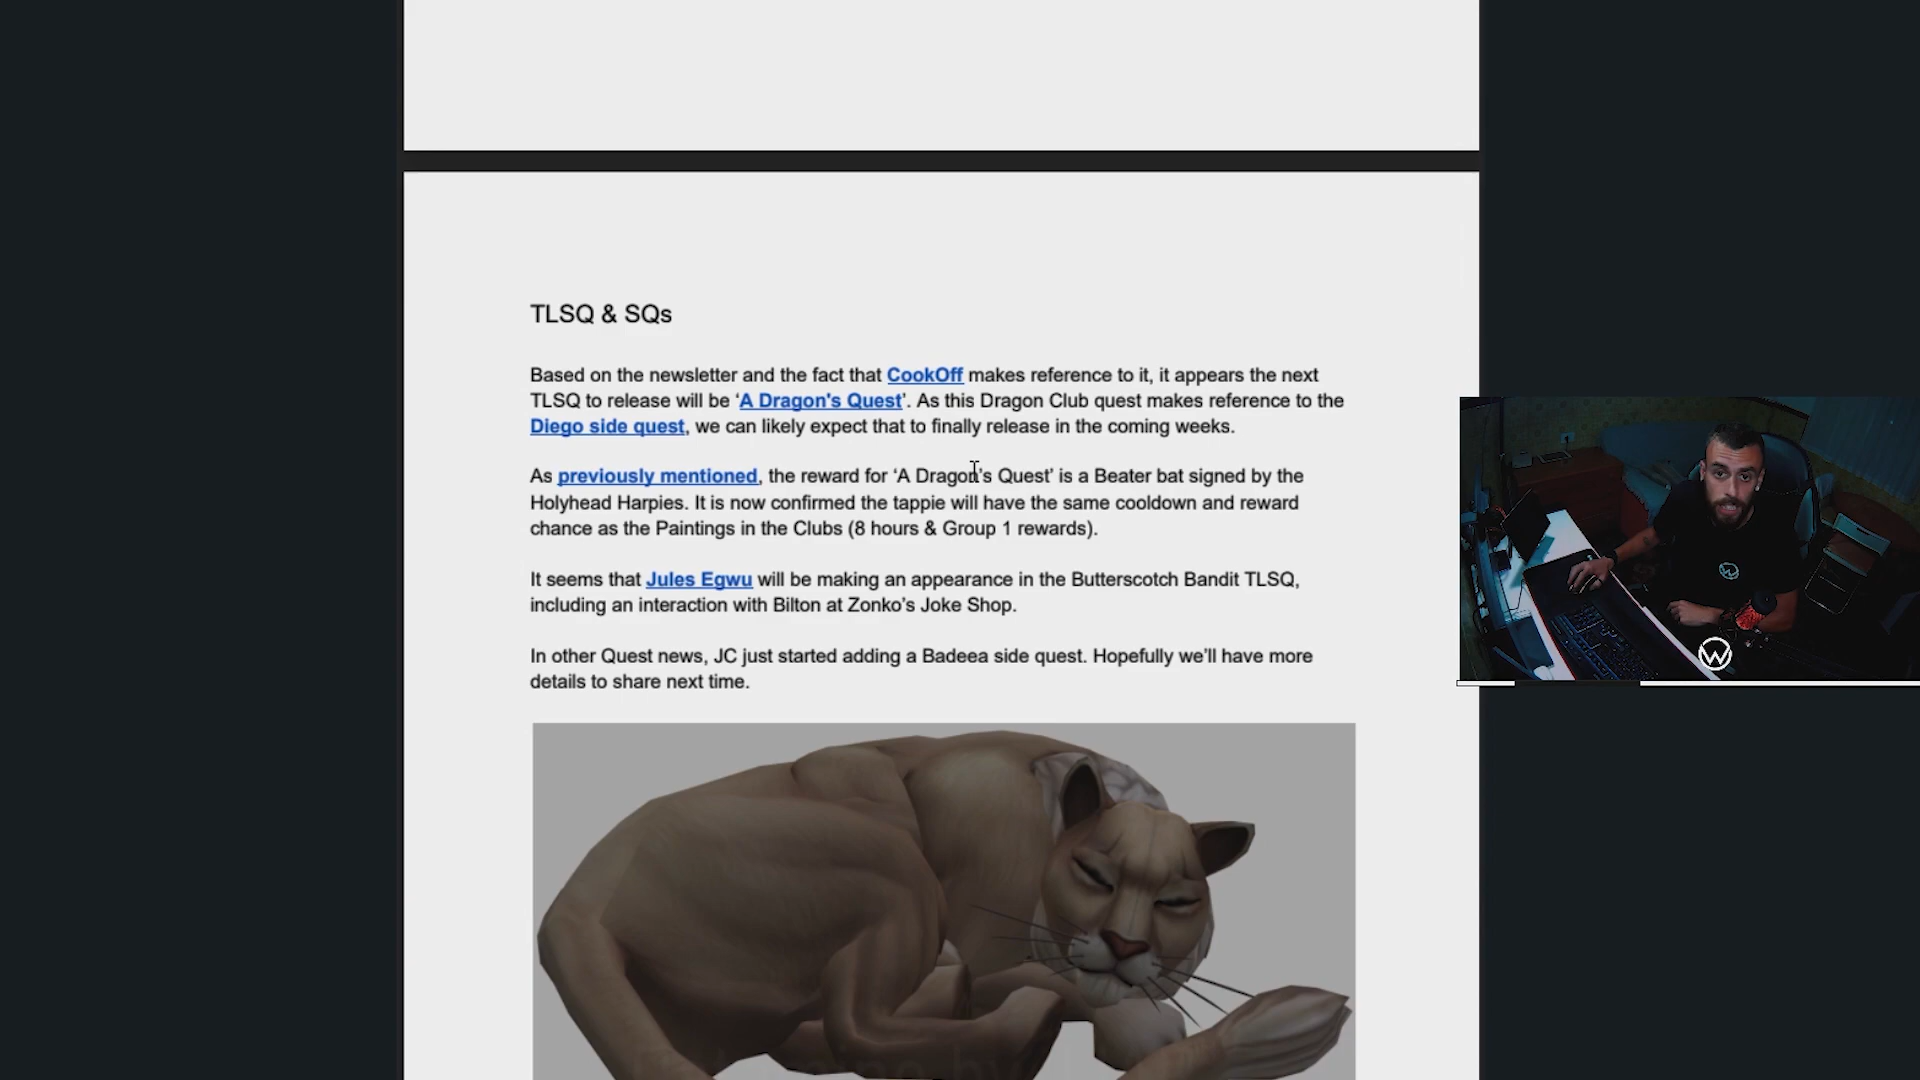 TLSQ & SQs
Based on the newsletter and the fact that CookOff makes reference to it, it appears the next
TLSQ to release will be ‘A Dragon's Quest’. As this Dragon Club quest makes reference to the
Diego side quest, we can likely expect that to finally release in the coming weeks.
As previously mentioned, the reward for ‘A Dragon’s Quest’ is a Beater bat signed by the
Holyhead Harpies. It is now confirmed the tappie will have the same cooldown and reward
chance as the Paintings in the Clubs (8 hours & Group 1 rewards).
It seems that Jules Egwu will be making an appearance in the Butterscotch Bandit TLSQ,
including an interaction with Bilton at Zonko’s Joke Shop.
In other Quest news, JC just started adding a Badeea side quest. Hopefully we’ll have more
details to share next time.